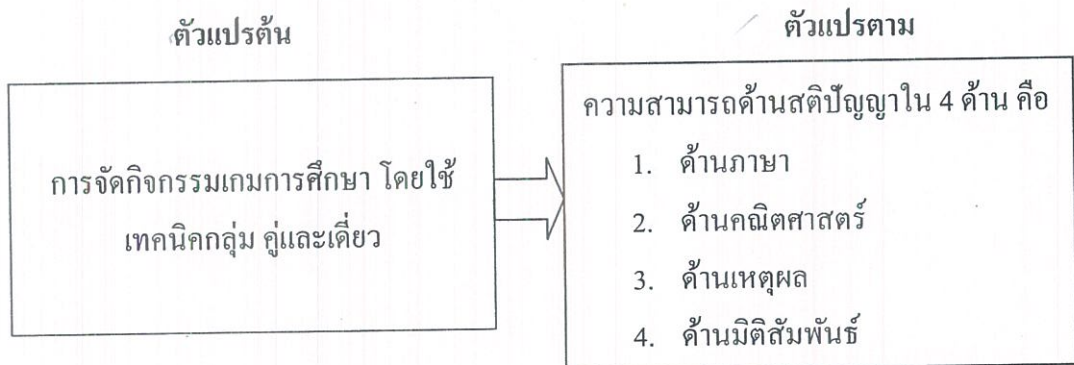 ตัวแปรต้น
การจัดกิจกรรมเกมการศึกษา โดยใช้
เทคนิคกลุ่ม คู่และเดี่ยว
ตัวแปรตาม
ความสามารถด้านสติปัญญาใน 4 ด้าน คือ
1. ด้านภาษา
2. ด้านคณิตศาสตร์
3. ด้านเหตุผล
4. ด้านมิติสัมพันธ์